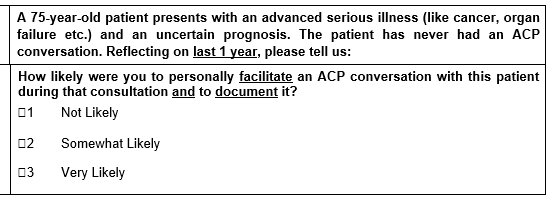 A 75-year-old patient presents with an advanced serious illness (like cancer, organ
failure etc.) and an uncertain prognosis. The patient has never had an ACP
conversation. Reflecting on last 1 year, please tell us:
How likely were you to personally facilitate an ACP conversation with this patient
during that consultation and to document it?
□1 Not Likely
□2 Somewhat Likely
□3 Very Likely